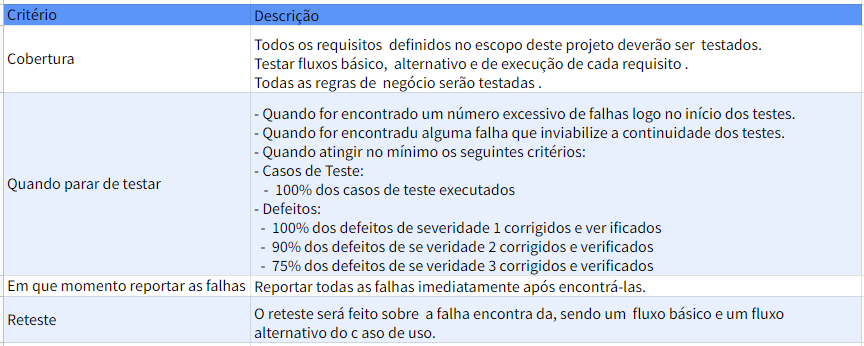 Critério Descrição
Cobertura
Todos os requisitos definidos no escopo deste projeto deverão ser testados.
Testar fluxos básico, alternativo e de execução de cada requisito .
Todas as regras de negócio serão testadas .
Quando parar de testar
- Quando for encontrado um número excessivo de falhas logo no início dos testes.
- Quando for encontradu alguma falha que inviabilize a continuidade dos testes.
- Quando atingir no mínimo os seguintes critérios:
- Casos de Teste:
- 100% dos casos de teste executados
- Defeitos:
- 100% dos defeitos de severidade 1 corrigidos e ver ificados
- 90% dos defeitos de se veridade 2 corrigidos e verificados
- 75% dos defeitos de severidade 3 corrigidos e verificados
Em que momento reportar as falhas Reportar todas as falhas imediatamente após encontrá-las.
Reteste
O reteste será feito sobre a falha encontra da, sendo um fluxo básico e um fluxo
alternativo do c aso de uso.